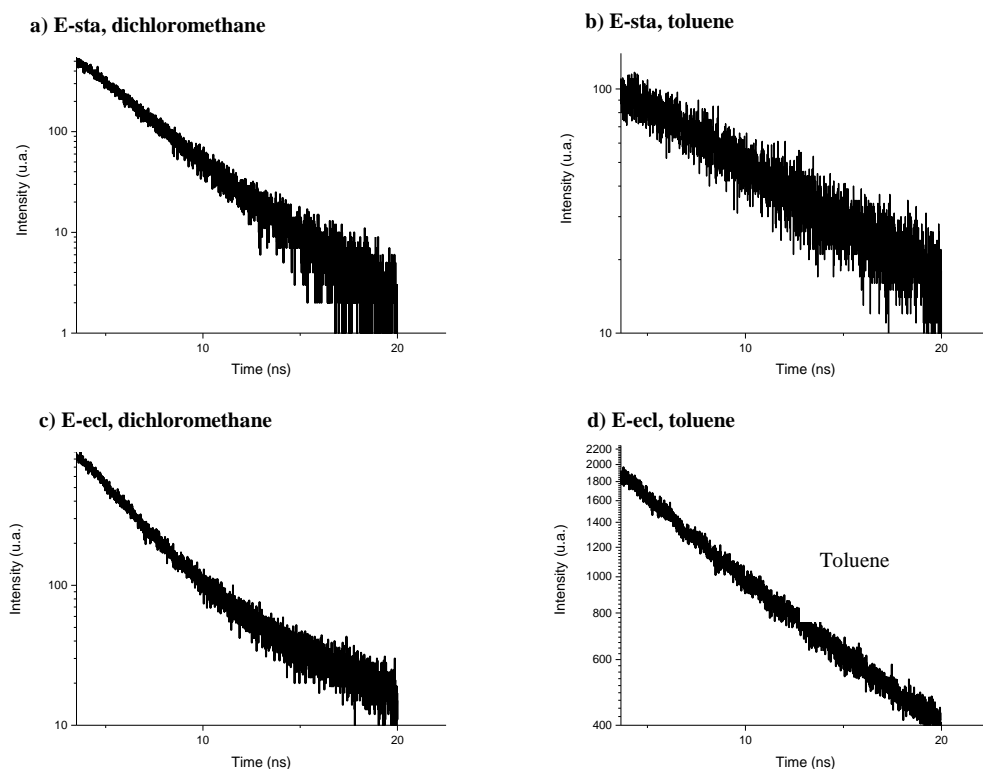 a) E-sta, dichloromethane
100
10
1
Intensity (u.a.)
10
20
Time (ns)
b) E-sta, toluene
100
10
Intensity (u.a.)
10
20
Time (ns)
c) E-ecl, dichloromethane
100
10
Intensity (u.a.)
10
20
Time (ns)
d) E-ecl, toluene
2200
2000
1800
1600
1400
1200
1000
800
600
400
Intensity (u.a.)
Toluene
10
20
Time (ns)